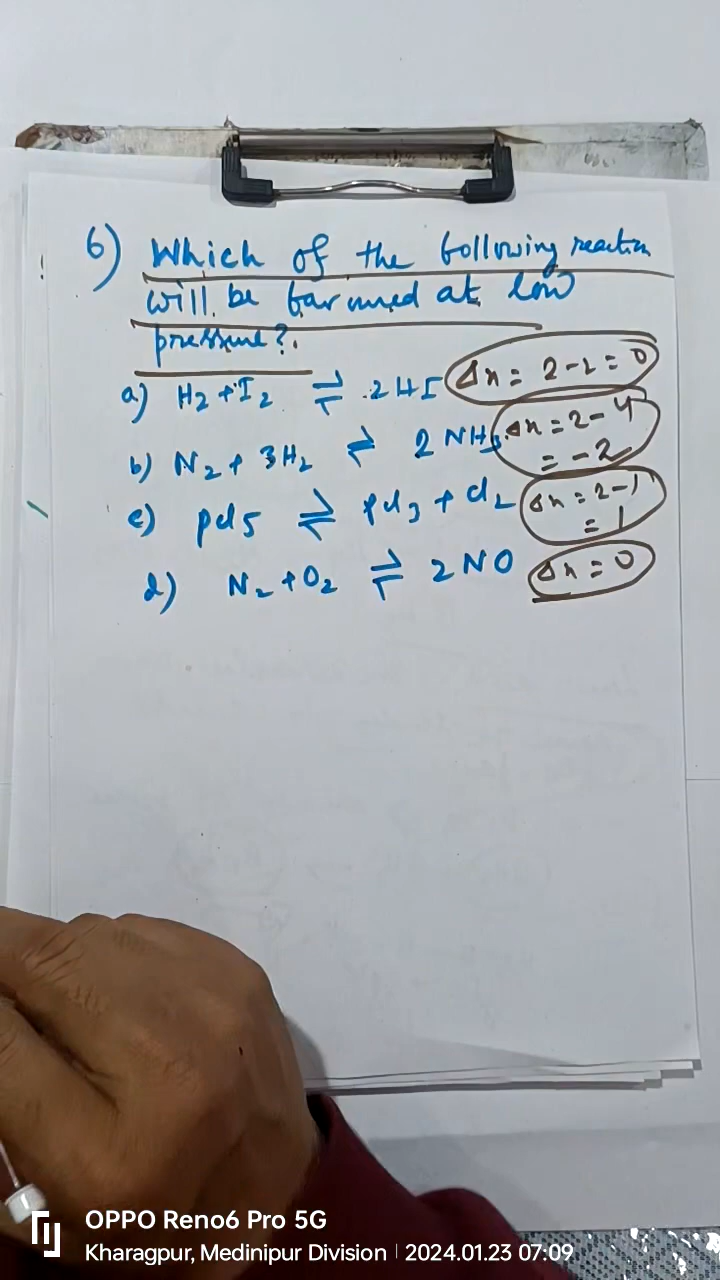 6) Which of the following reaction
will be favoured at low
pressure?.
a) H2 + I2 ⇌ 2HI Δn = 2-2 = 0
b) N2 + 3H2 ⇌ 2NH3 Δn = 2-4
= -2
c) pcl5 ⇌ pcl3 + cl2 Δn = 2-1
= 1
d) N2 + O2 ⇌ 2NO Δn = 0
OPPO Reno6 Pro 5G
Kharagpur, Medinipur Division | 2024.01.23 07:09